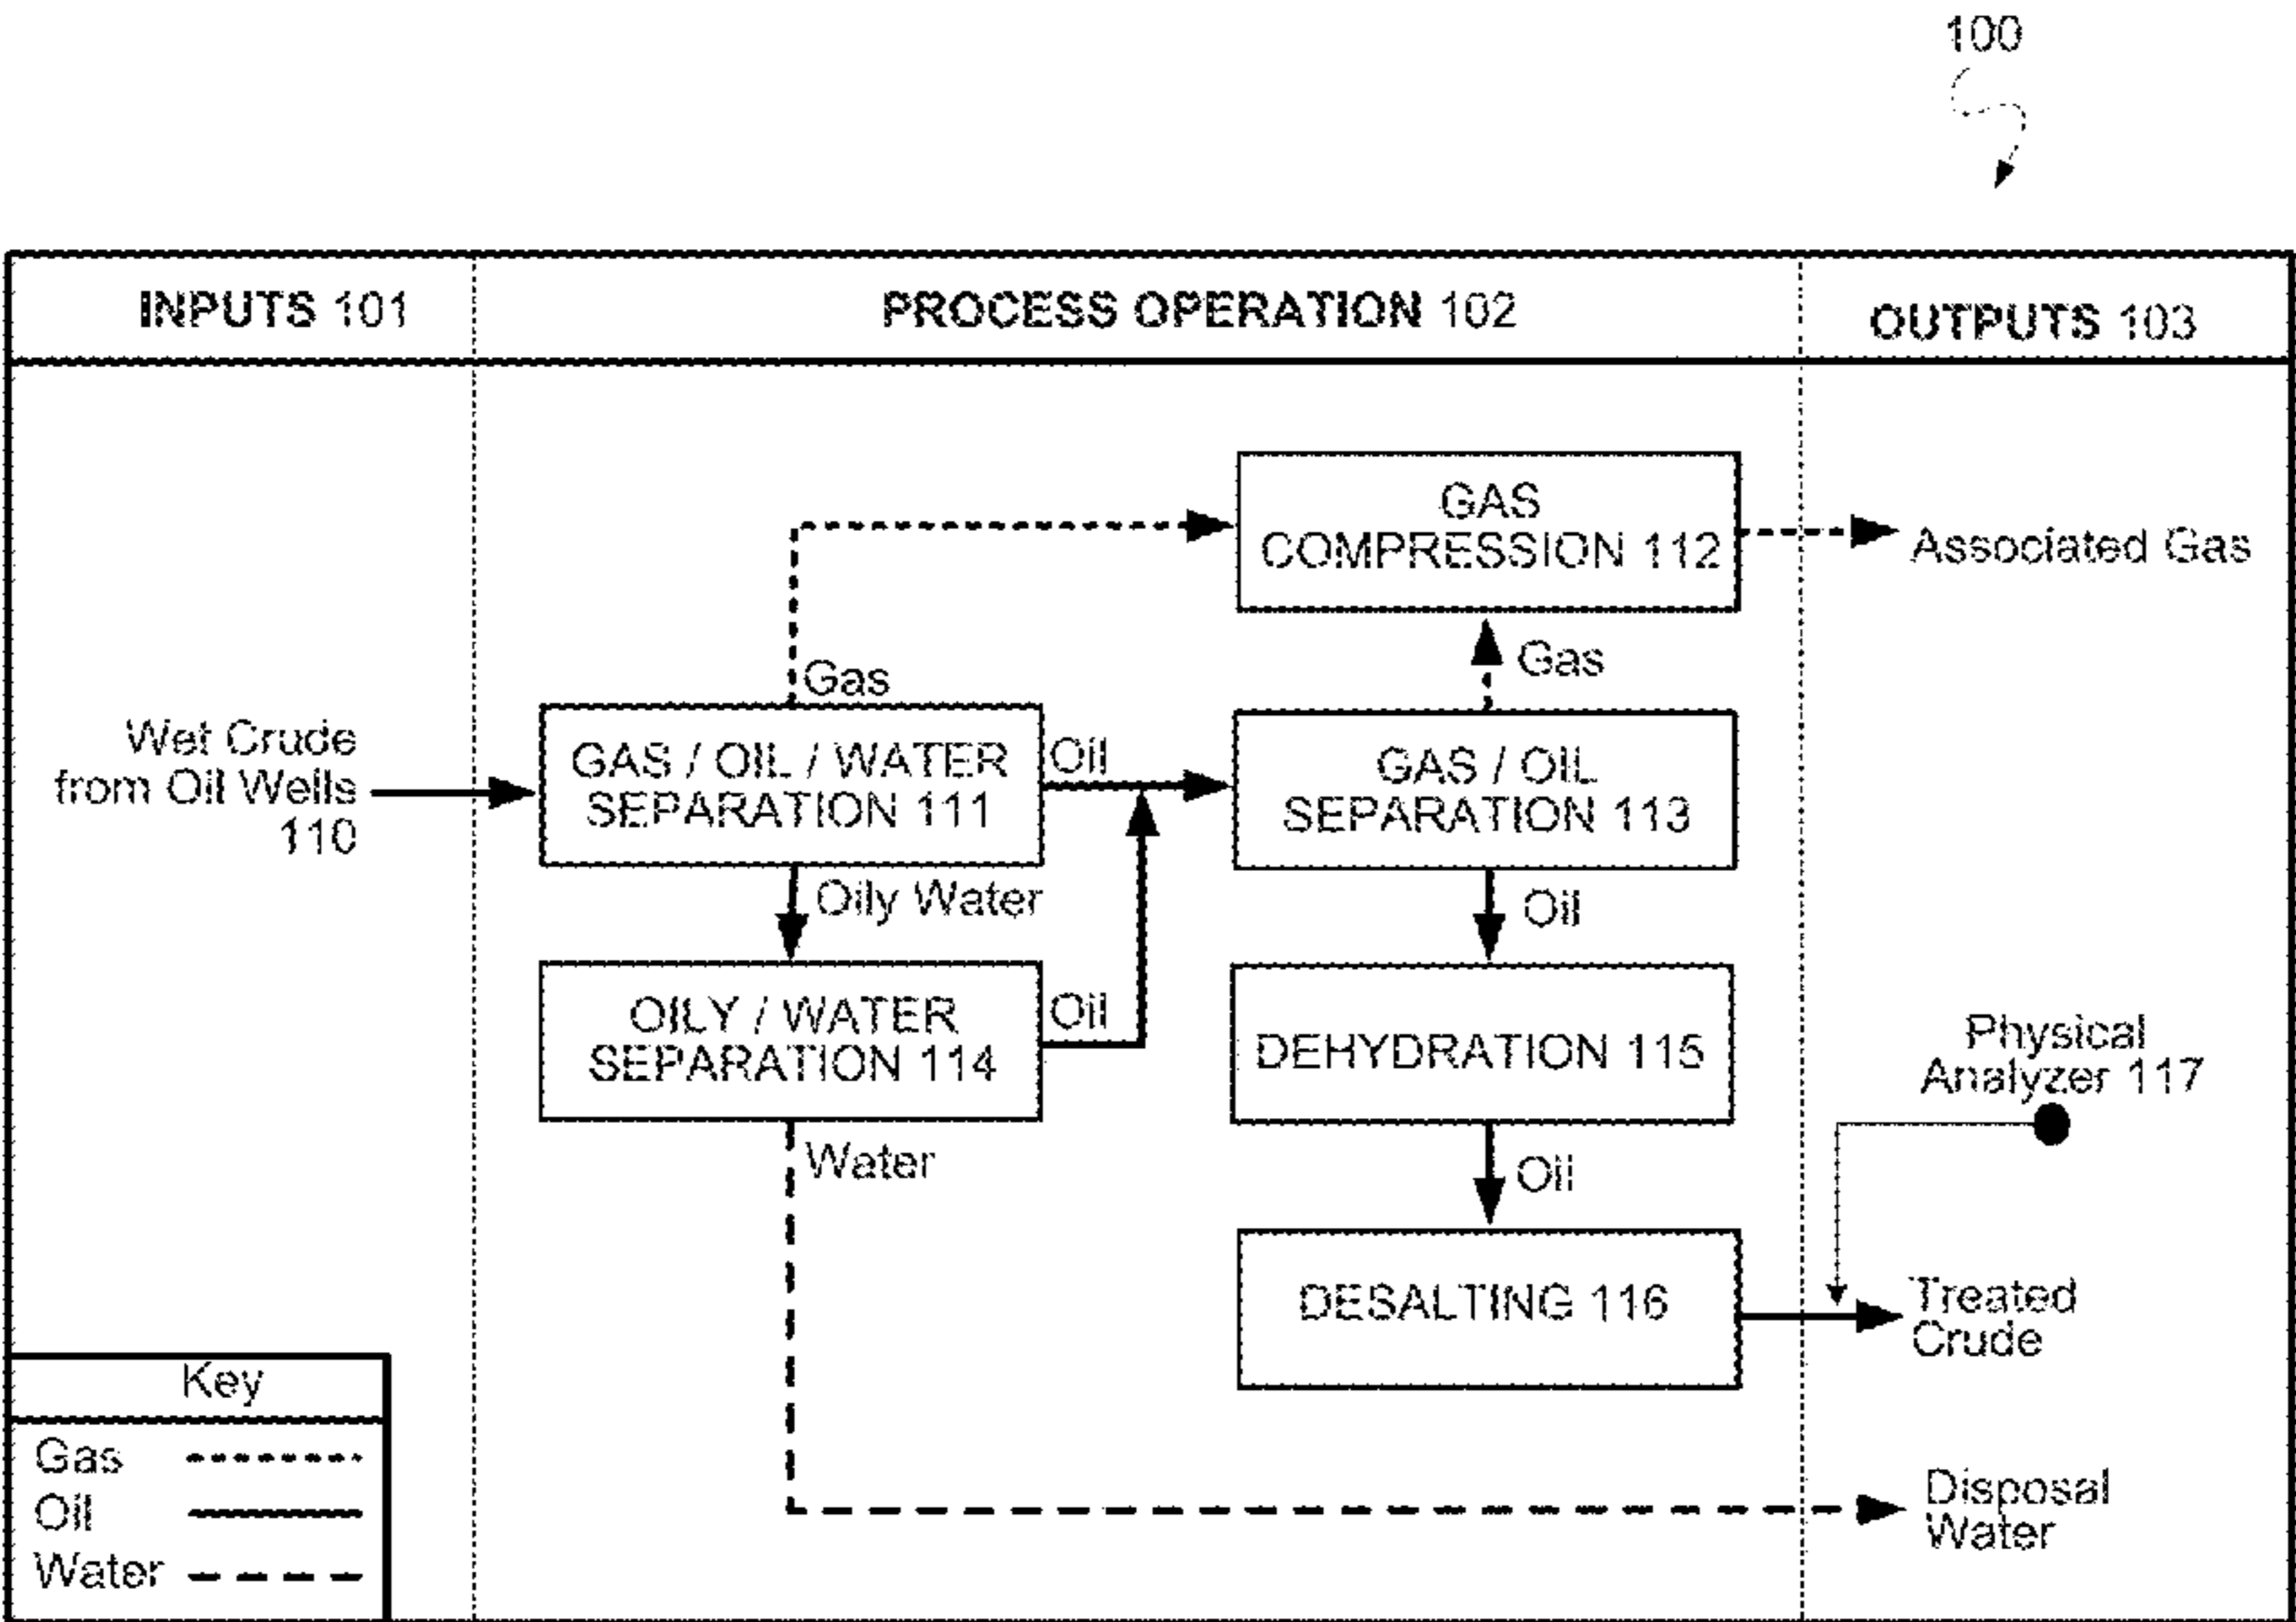 100
INPUTS 101
PROCESS OPERATION 102
OUTPUTS 103
GAS
COMPRESSION 112
Associated Gas
Gas
Gas
Wet Crude
from Oil Wells
110
GAS / OIL / WATER
SEPARATION 111
Oil
GAS / OIL
SEPARATION 113
Oily Water
Oil
OILY / WATER
SEPARATION 114
Oil
DEHYDRATION 115
Physical
Analyzer 117
Water
Oil
DESALTING 116
Treated
Crude
Key
Gas
Oil
Water
Disposal
Water